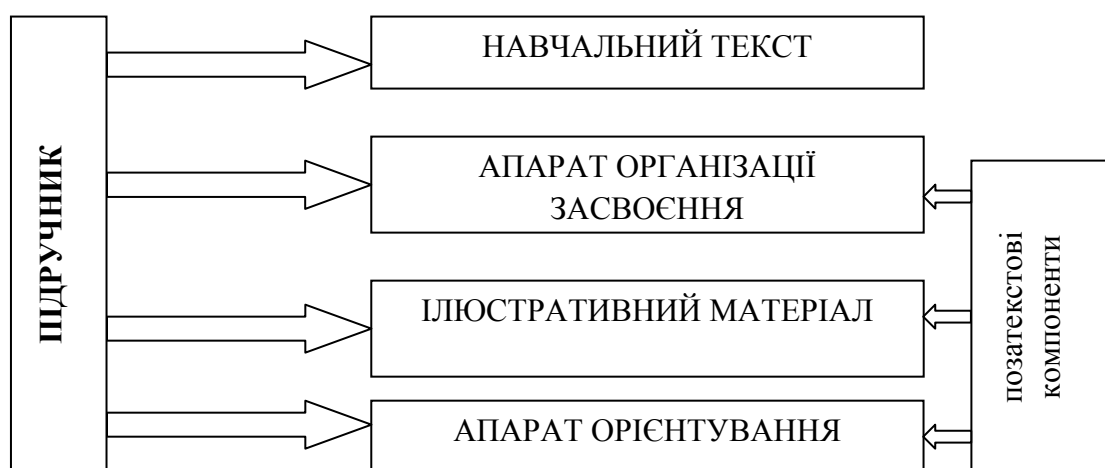 ПІДРУЧНИК
НАВЧАЛЬНИЙ ТЕКСТ
АПАРАТ ОРГАНІЗАЦІЇ
ЗАСВОЄННЯ
ІЛЮСТРАТИВНИЙ МАТЕРІАЛ
АПАРАТ ОРІЄНТУВАННЯ
позатекстові
компоненти